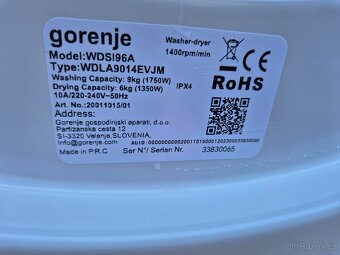 gorenje
Washer-dryer
1400rpm/min
Model:WDSI96A
Type:WDLA9014EVJM
Washing Capacity: 9kg (1750W)
Drying Capacity: 6kg (1350W)
IPX4
10A/220-240V~50Hz
RoHS
Art. No.:20011015/01
Address:
Gorenje gospodinjski aparati, d.o.o.
Partizanska cesta 12
SI-3320 Velenje,SLOVENIA,
info@gorenje.com
AUID:
Made in P.R.C
Ser N°/ Serien Nr.
33830065